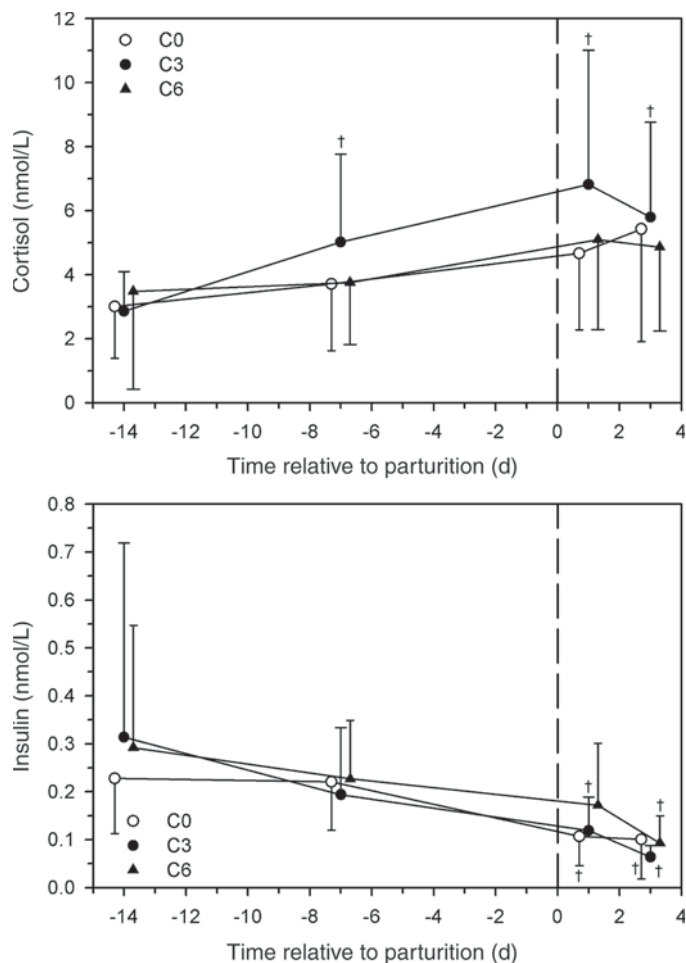 12
10
8
6
4
2
0
Cortisol (nmol/L)
C0
C3
C6
†
†
†
-14 -12 -10 -8 -6 -4 -2 0 2 4
Time relative to parturition (d)
0.8
0.7
0.6
0.5
0.4
0.3
0.2
0.1
0.0
Insulin (nmol/L)
C0
C3
C6
†
†
†
†
†
-14 -12 -10 -8 -6 -4 -2 0 2 4
Time relative to parturition (d)